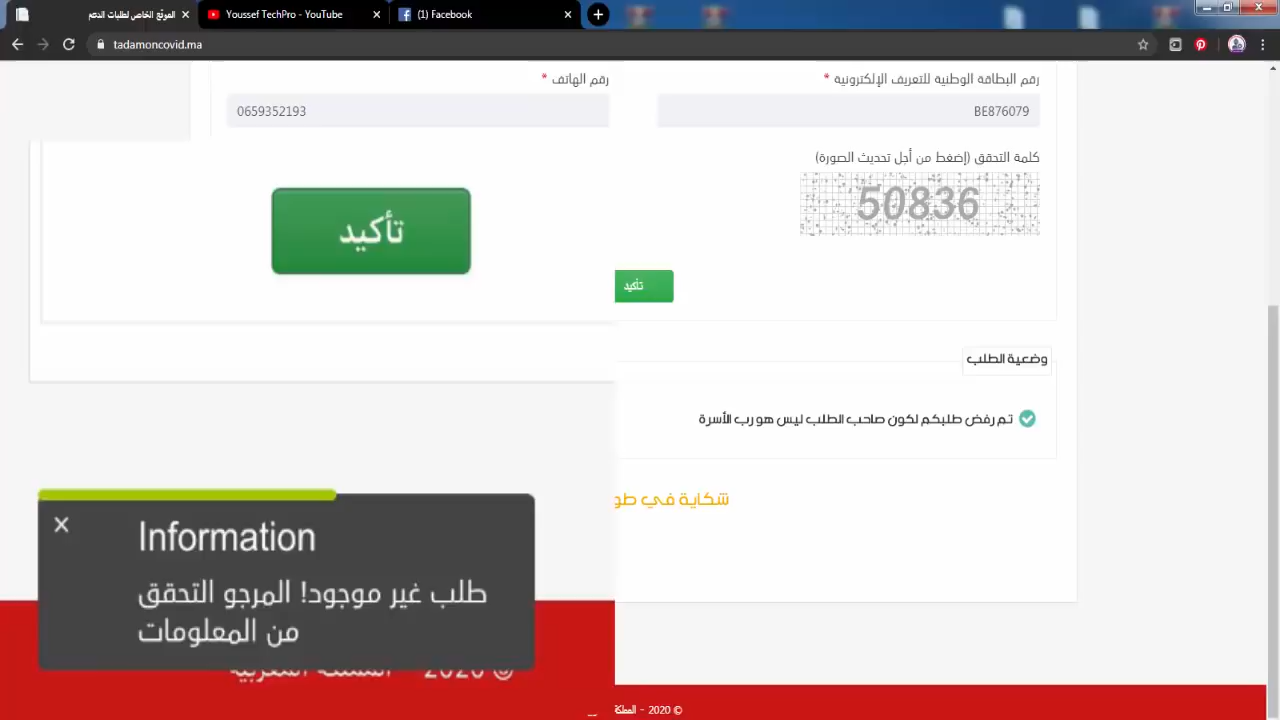 الموقع الخاص لطلبات الدعم
Youssef TechPro - YouTube
(1) Facebook
tadamoncovid.ma
رقم البطاقة الوطنية للتعريف الإلكترونية *
رقم الهاتف *
BE876079
0659352193
كلمة التحقق (إضغط من أجل تحديث الصورة)
50836
تأكيد
تأكيد
وضعية الطلب
تم رفض طلبكم لكون صاحب الطلب ليس هو رب الأسرة
شكاية في
Information
طلب غير موجود! المرجو التحقق
من المعلومات
© 2020 - المملكة المغربية
© 2020 - المملكة